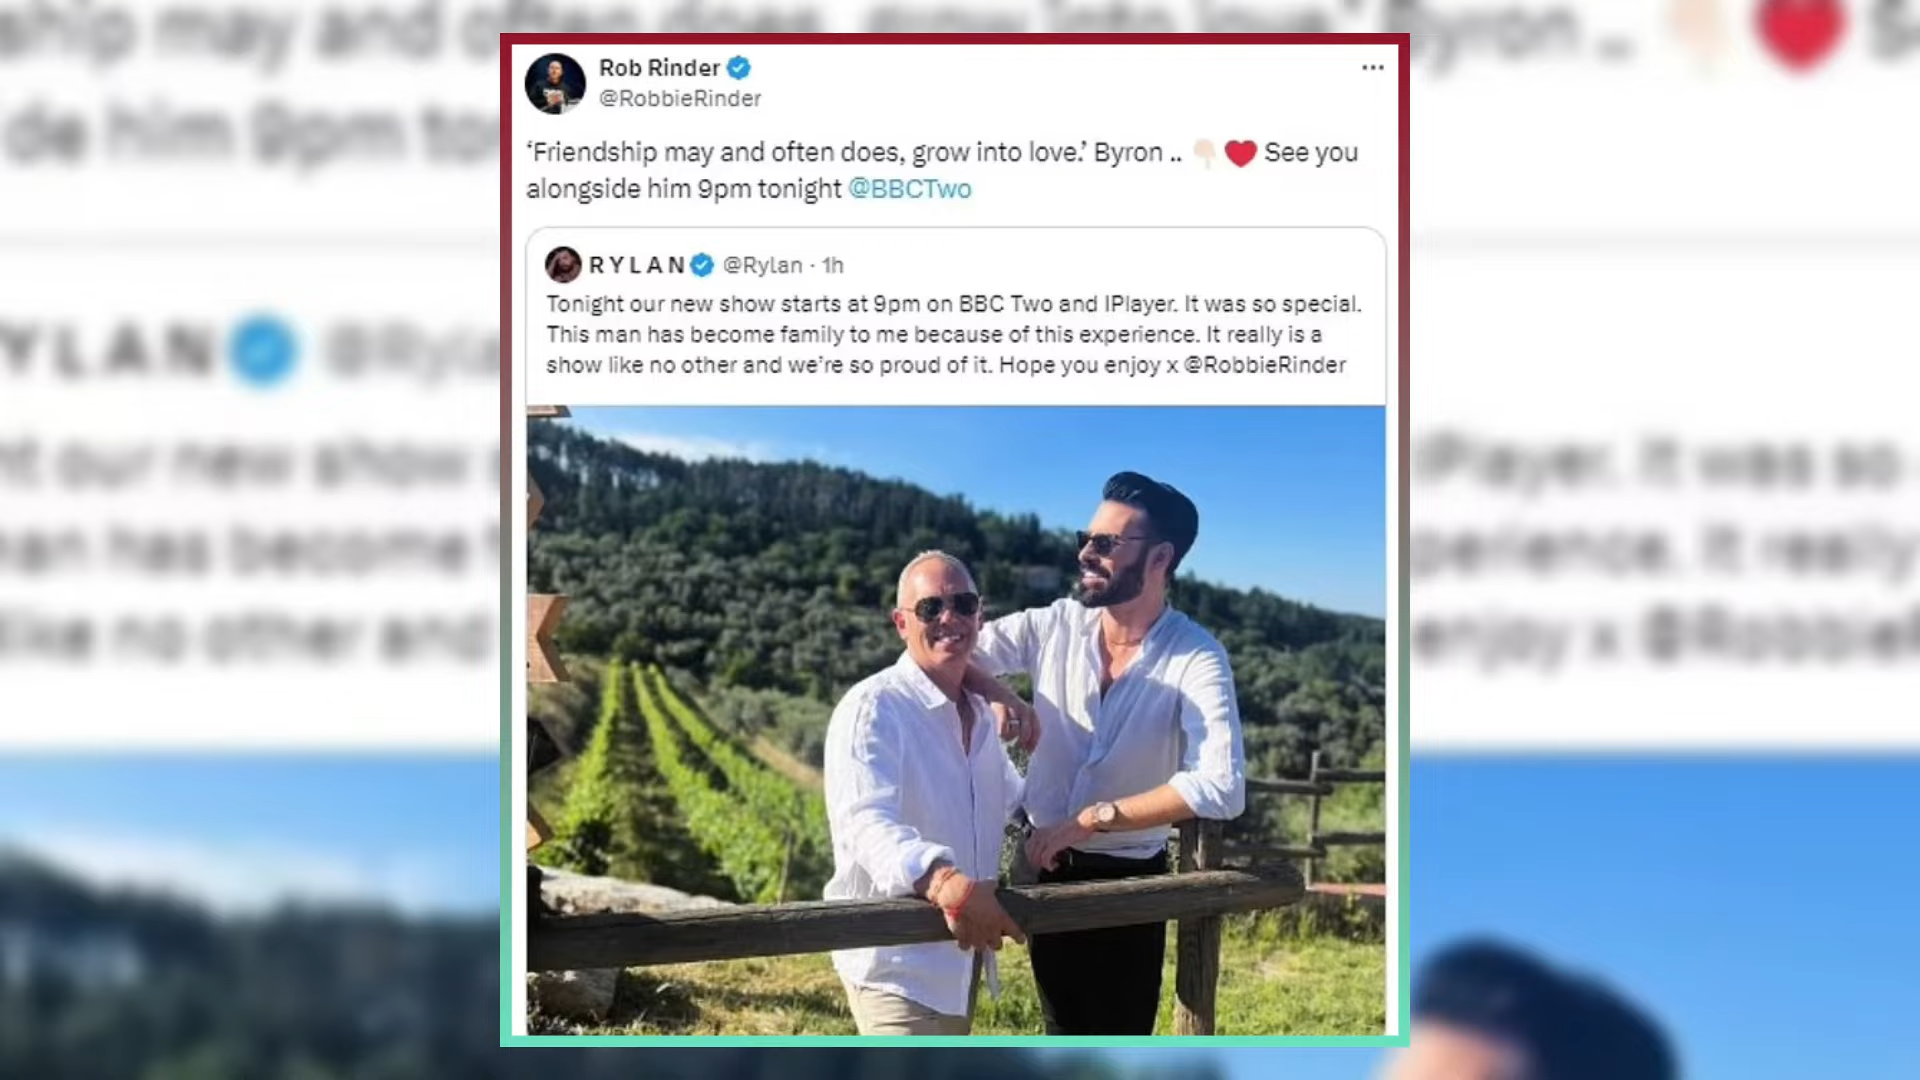 Rob Rinder
@RobbieRinder
‘Friendship may and often does, grow into love.’ Byron .. 👇🏻❤️ See you
alongside him 9pm tonight @BBCTwo
RYLAN @Rylan · 1h
Tonight our new show starts at 9pm on BBC Two and IPlayer. It was so special.
This man has become family to me because of this experience. It really is a
show like no other and we’re so proud of it. Hope you enjoy x @RobbieRinder